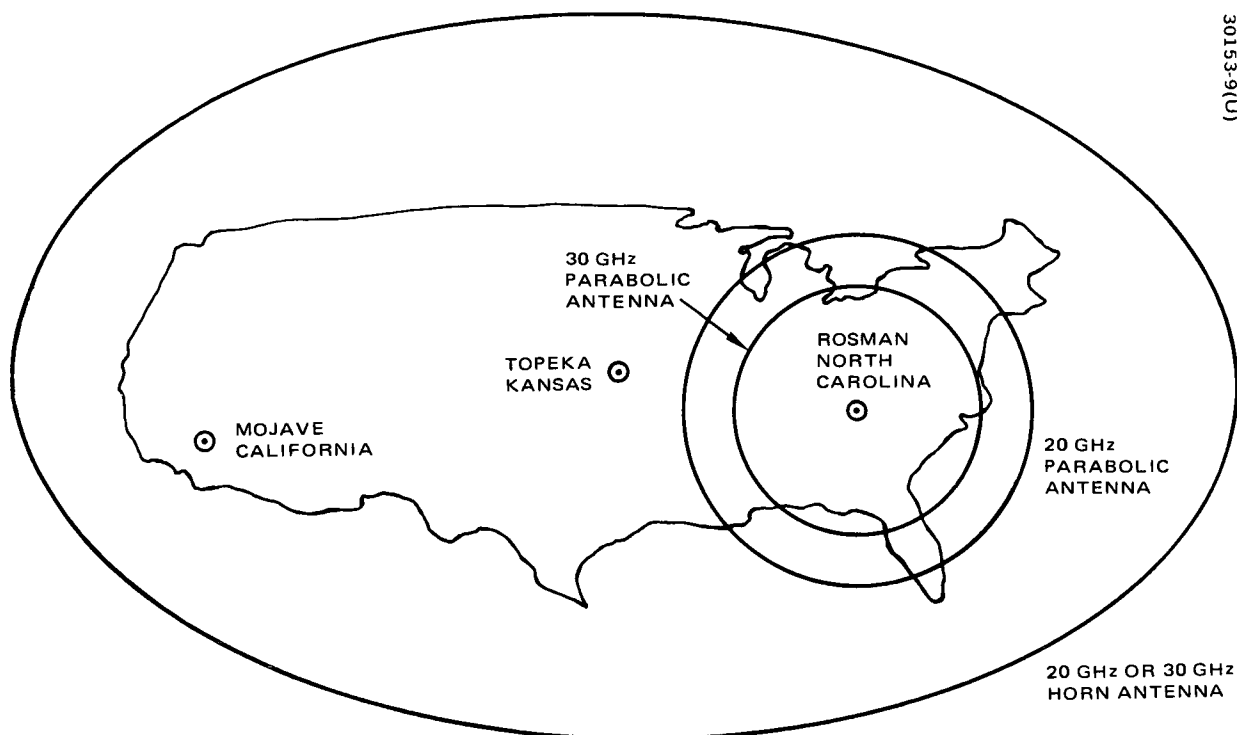 30153-9(U)
30 GHz
PARABOLIC
ANTENNA
ROSMAN
NORTH
CAROLINA
TOPEKA
KANSAS
MOJAVE
CALIFORNIA
20 GHz
PARABOLIC
ANTENNA
20 GHz OR 30 GHz
HORN ANTENNA